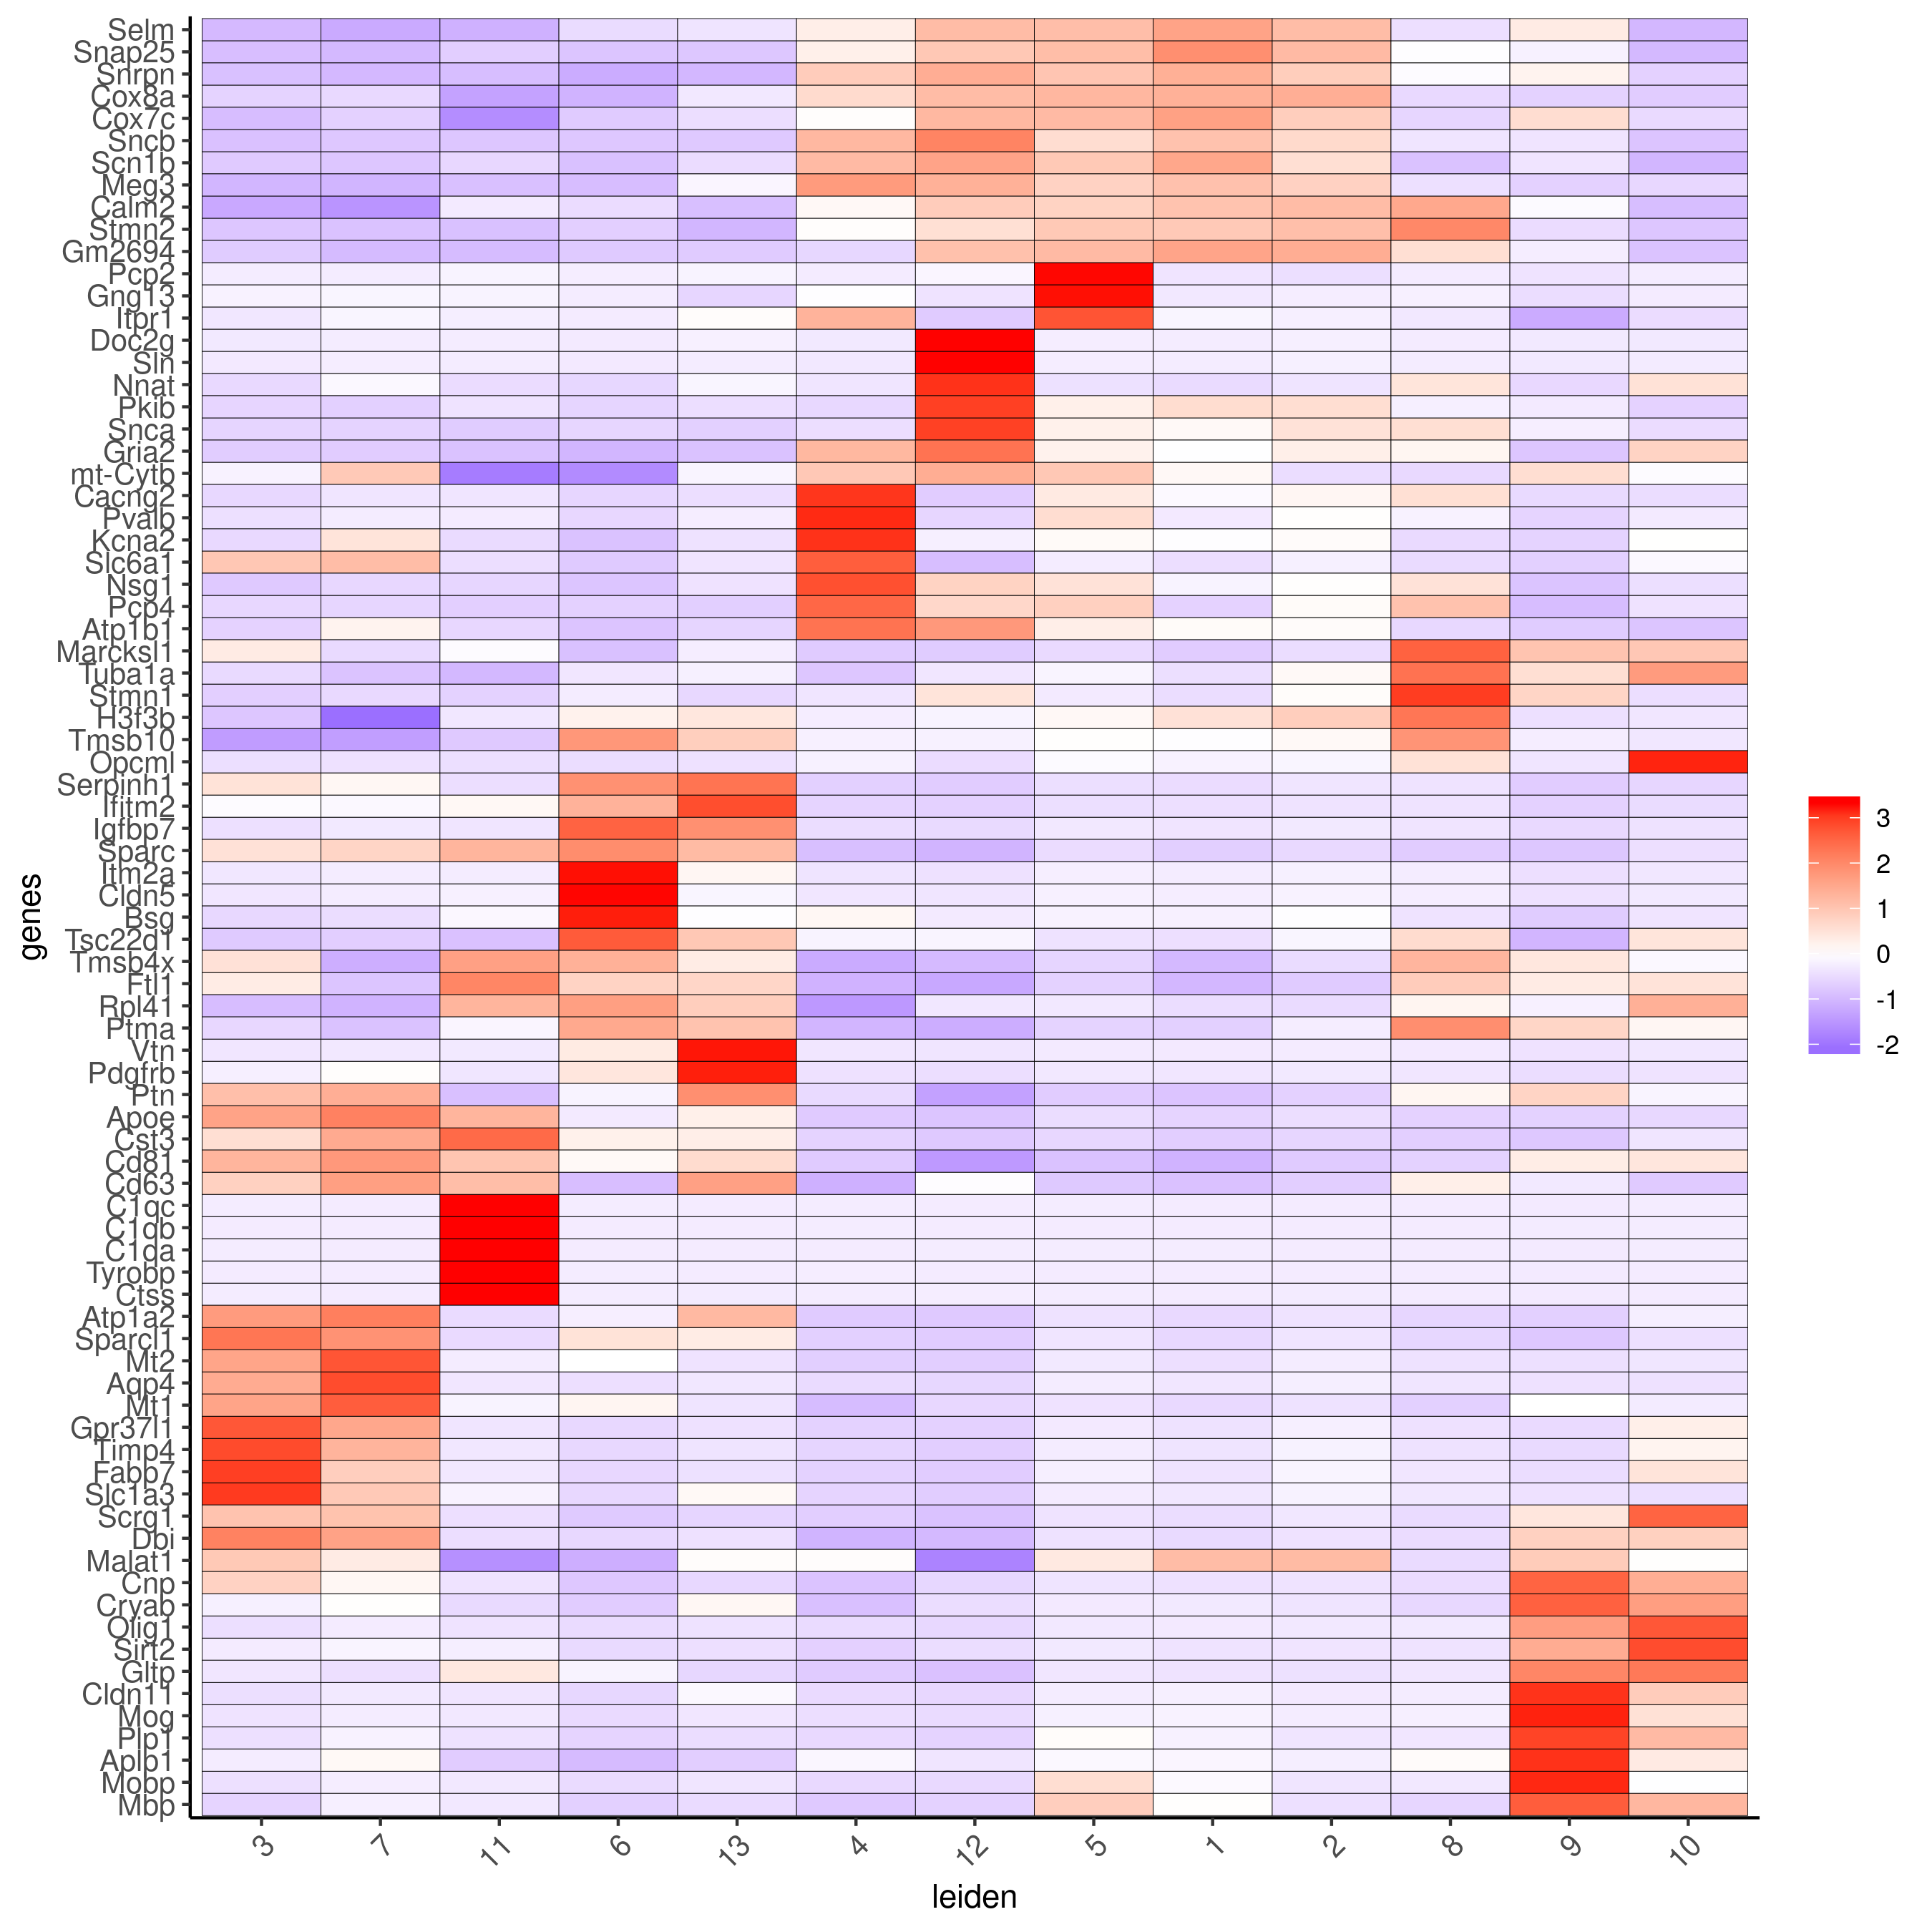 Selm
Snap25
Snrpn
Cox8a
Cox7c
Sncb
Scn1b
Meg3
Calm2
Stmn2
Gm2694
Pcp2
Gng13
Itpr1
Doc2g
Sln
Nnat
Pkib
Snca
Gria2
mt-Cytb
Cacng2
Pvalb
Kcna2
Slc6a1
Nsg1
Pcp4
Atp1b1
Marcksl1
Tuba1a
Stmn1
H3f3b
Tmsb10
Opcml
Serpinh1
Ifitm2
Igfbp7
Sparc
Itm2a
Cldn5
Bsg
Tsc22d1
Tmsb4x
Ftl1
Rpl41
Ptma
Vtn
Pdgfrb
Ptn
Apoe
Cst3
Cd81
Cd63
C1qc
C1qb
C1qa
Tyrobp
Ctss
Atp1a2
Sparcl1
Mt2
Aqp4
Mt1
Gpr37l1
Timp4
Fabp7
Slc1a3
Scrg1
Dbi
Malat1
Cnp
Cryab
Olig1
Sirt2
Gltp
Cldn11
Mog
Plp1
Aplp1
Mobp
Mbp
genes
3 7 11 6 13 4 12 5 1 2 8 9 10
leiden
3
2
1
0
-1
-2